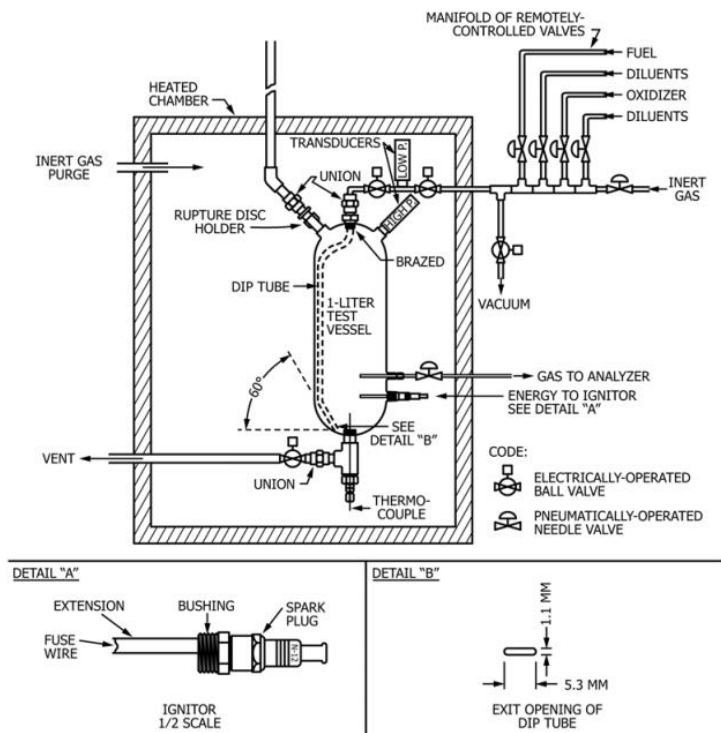 MANIFOLD OF REMOTELY-
CONTROLLED VALVES
FUEL
DILUENTS
OXIDIZER
DILUENTS
HEATED
CHAMBER
TRANSDUCERS
LOW P.
INERT GAS
PURGE
UNION
HIGH P.
INERT
GAS
RUPTURE DISC
HOLDER
BRAZED
DIP TUBE
1-LITER
TEST
VESSEL
VACUUM
60°
GAS TO ANALYZER
ENERGY TO IGNITOR
SEE DETAIL "A"
SEE
DETAIL "B"
VENT
UNION
THERMO-
COUPLE
CODE:
ELECTRICALLY-OPERATED
BALL VALVE
PNEUMATICALLY-OPERATED
NEEDLE VALVE
DETAIL "A"
EXTENSION
BUSHING
SPARK
PLUG
FUSE
WIRE
N-12
IGNITOR
1/2 SCALE
DETAIL "B"
1.1 MM
5.3 MM
EXIT OPENING OF
DIP TUBE